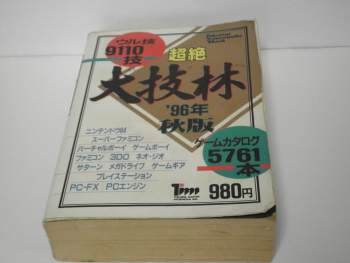 ウル技
9110
技
超絶
大技林
'96年
秋版
ニンテンドウ64
スーパーファミコン
バーチャルボーイ ゲームボーイ
ファミコン 3DO ネオ・ジオ
サターン メガドライブ ゲームギア
プレイステーション
PC-FX PCエンジン
ゲームカタログ
5761
本
980円